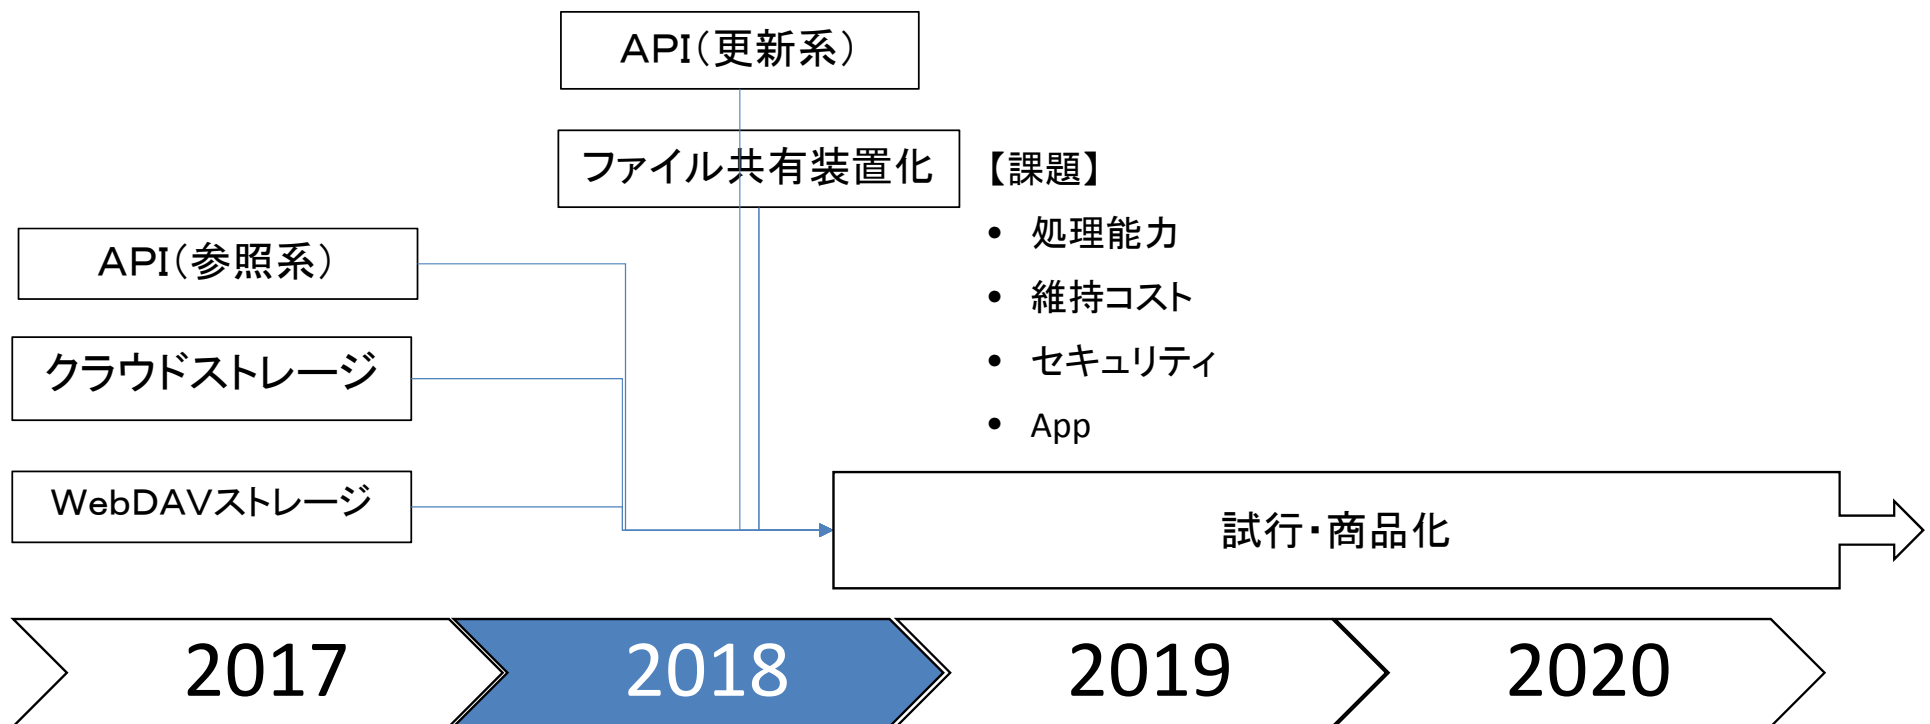 API(更新系)
ファイル共有装置化
【課題】
• 処理能力
• 維持コスト
• セキュリティ
• App
API(参照系)
クラウドストレージ
WebDAVストレージ
試行・商品化
2017
2018
2019
2020